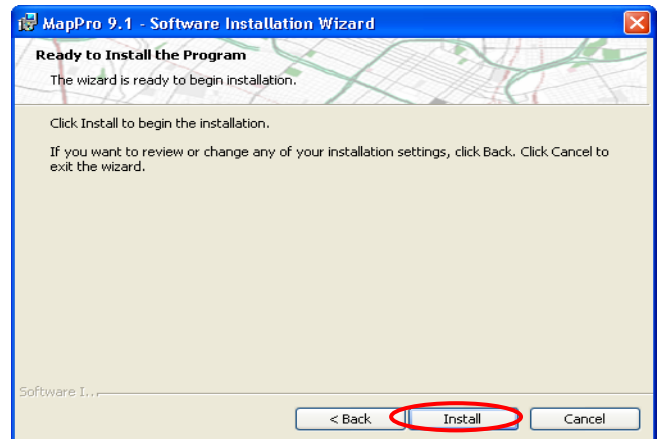 MapPro 9.1 - Software Installation Wizard
Ready to Install the Program
The wizard is ready to begin installation.
Click Install to begin the installation.
If you want to review or change any of your installation settings, click Back. Click Cancel to
exit the wizard.
Software I...
< Back Install Cancel